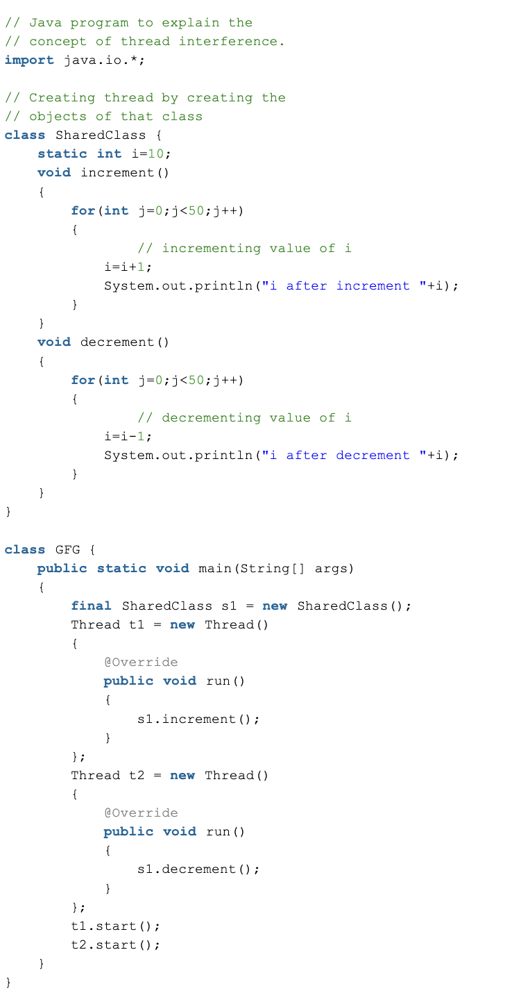 // Java program to explain the
// concept of thread interference.
import java.io.*;

// Creating thread by creating the
// objects of that class
class SharedClass {
    static int i=10;
    void increment()
    {
        for(int j=0;j<50;j++)
        {
                // incrementing value of i
            i=i+1;
            System.out.println("i after increment "+i);
        }
    }
    void decrement()
    {
        for(int j=0;j<50;j++)
        {
                // decrementing value of i
            i=i-1;
            System.out.println("i after decrement "+i);
        }
    }
}

class GFG {
    public static void main(String[] args)
    {
        final SharedClass s1 = new SharedClass();
        Thread t1 = new Thread()
        {
            @Override
            public void run()
            {
                s1.increment();
            }
        };
        Thread t2 = new Thread()
        {
            @Override
            public void run()
            {
                s1.decrement();
            }
        };
        t1.start();
        t2.start();
    }
}